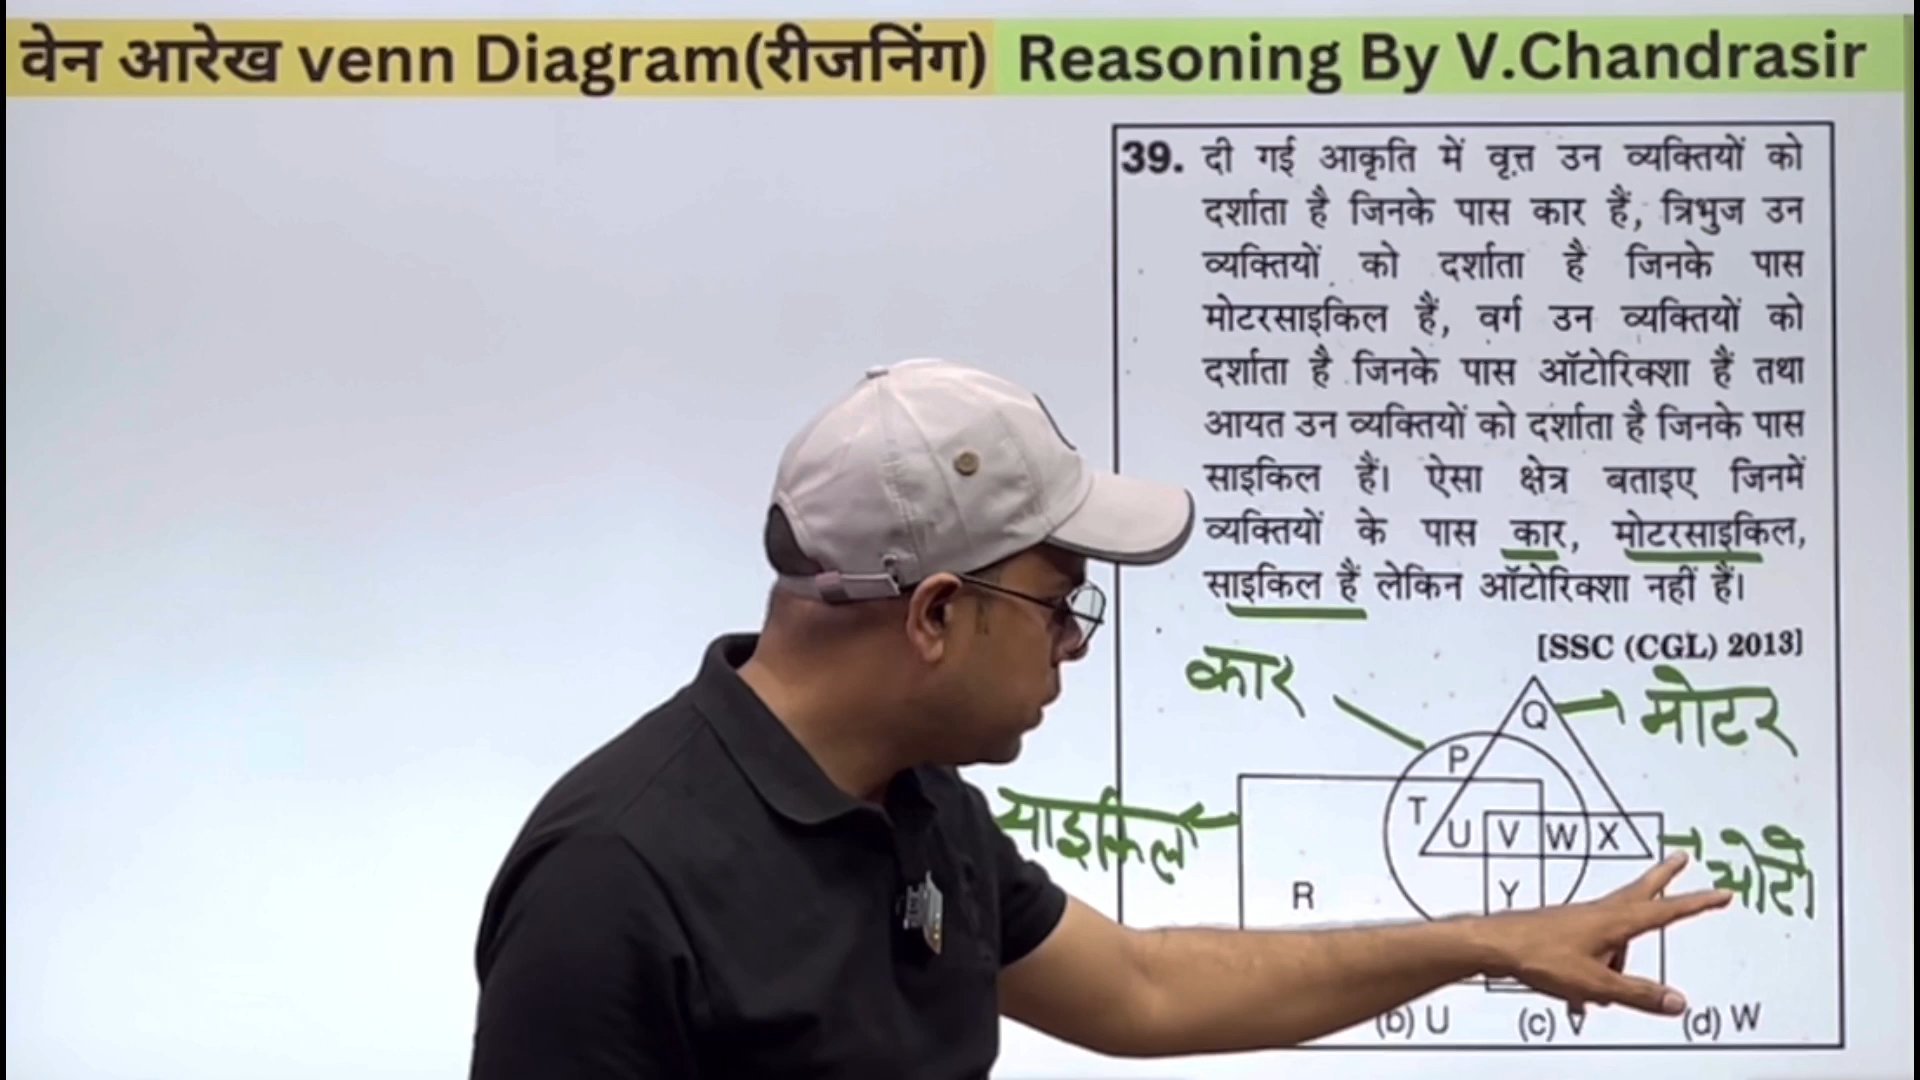 वेन आरेख venn Diagram(रीजनिंग) Reasoning By V.Chandrasir
39. दी गई आकृति में वृत्त उन व्यक्तियों को
दर्शाता है जिनके पास कार हैं, त्रिभुज उन
व्यक्तियों को दर्शाता है जिनके पास
मोटरसाइकिल हैं, वर्ग उन व्यक्तियों को
दर्शाता है जिनके पास ऑटोरिक्शा हैं तथा
आयत उन व्यक्तियों को दर्शाता है जिनके पास
साइकिल हैं। ऐसा क्षेत्र बताइए जिनमें
व्यक्तियों के पास कार, मोटरसाइकिल,
साइकिल हैं लेकिन ऑटोरिक्शा नहीं हैं।
[SSC (CGL) 2013]
कार
Q मोटर
P
साइकिल T U V W X
R Y ओटो
(b) U (c) V (d) W